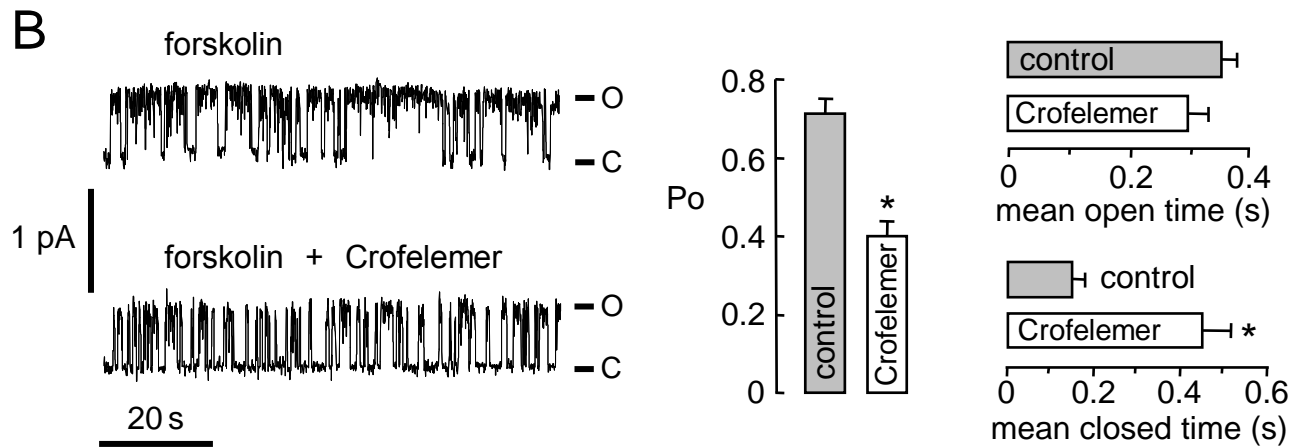 B
forskolin
O
C
1 pA
forskolin + Crofelemer
O
C
20 s
0.8
0.6
Po
0.4
0.2
0
control
*
Crofelemer
control
Crofelemer
0 0.2 0.4
mean open time (s)
control
Crofelemer *
0 0.2 0.4 0.6
mean closed time (s)